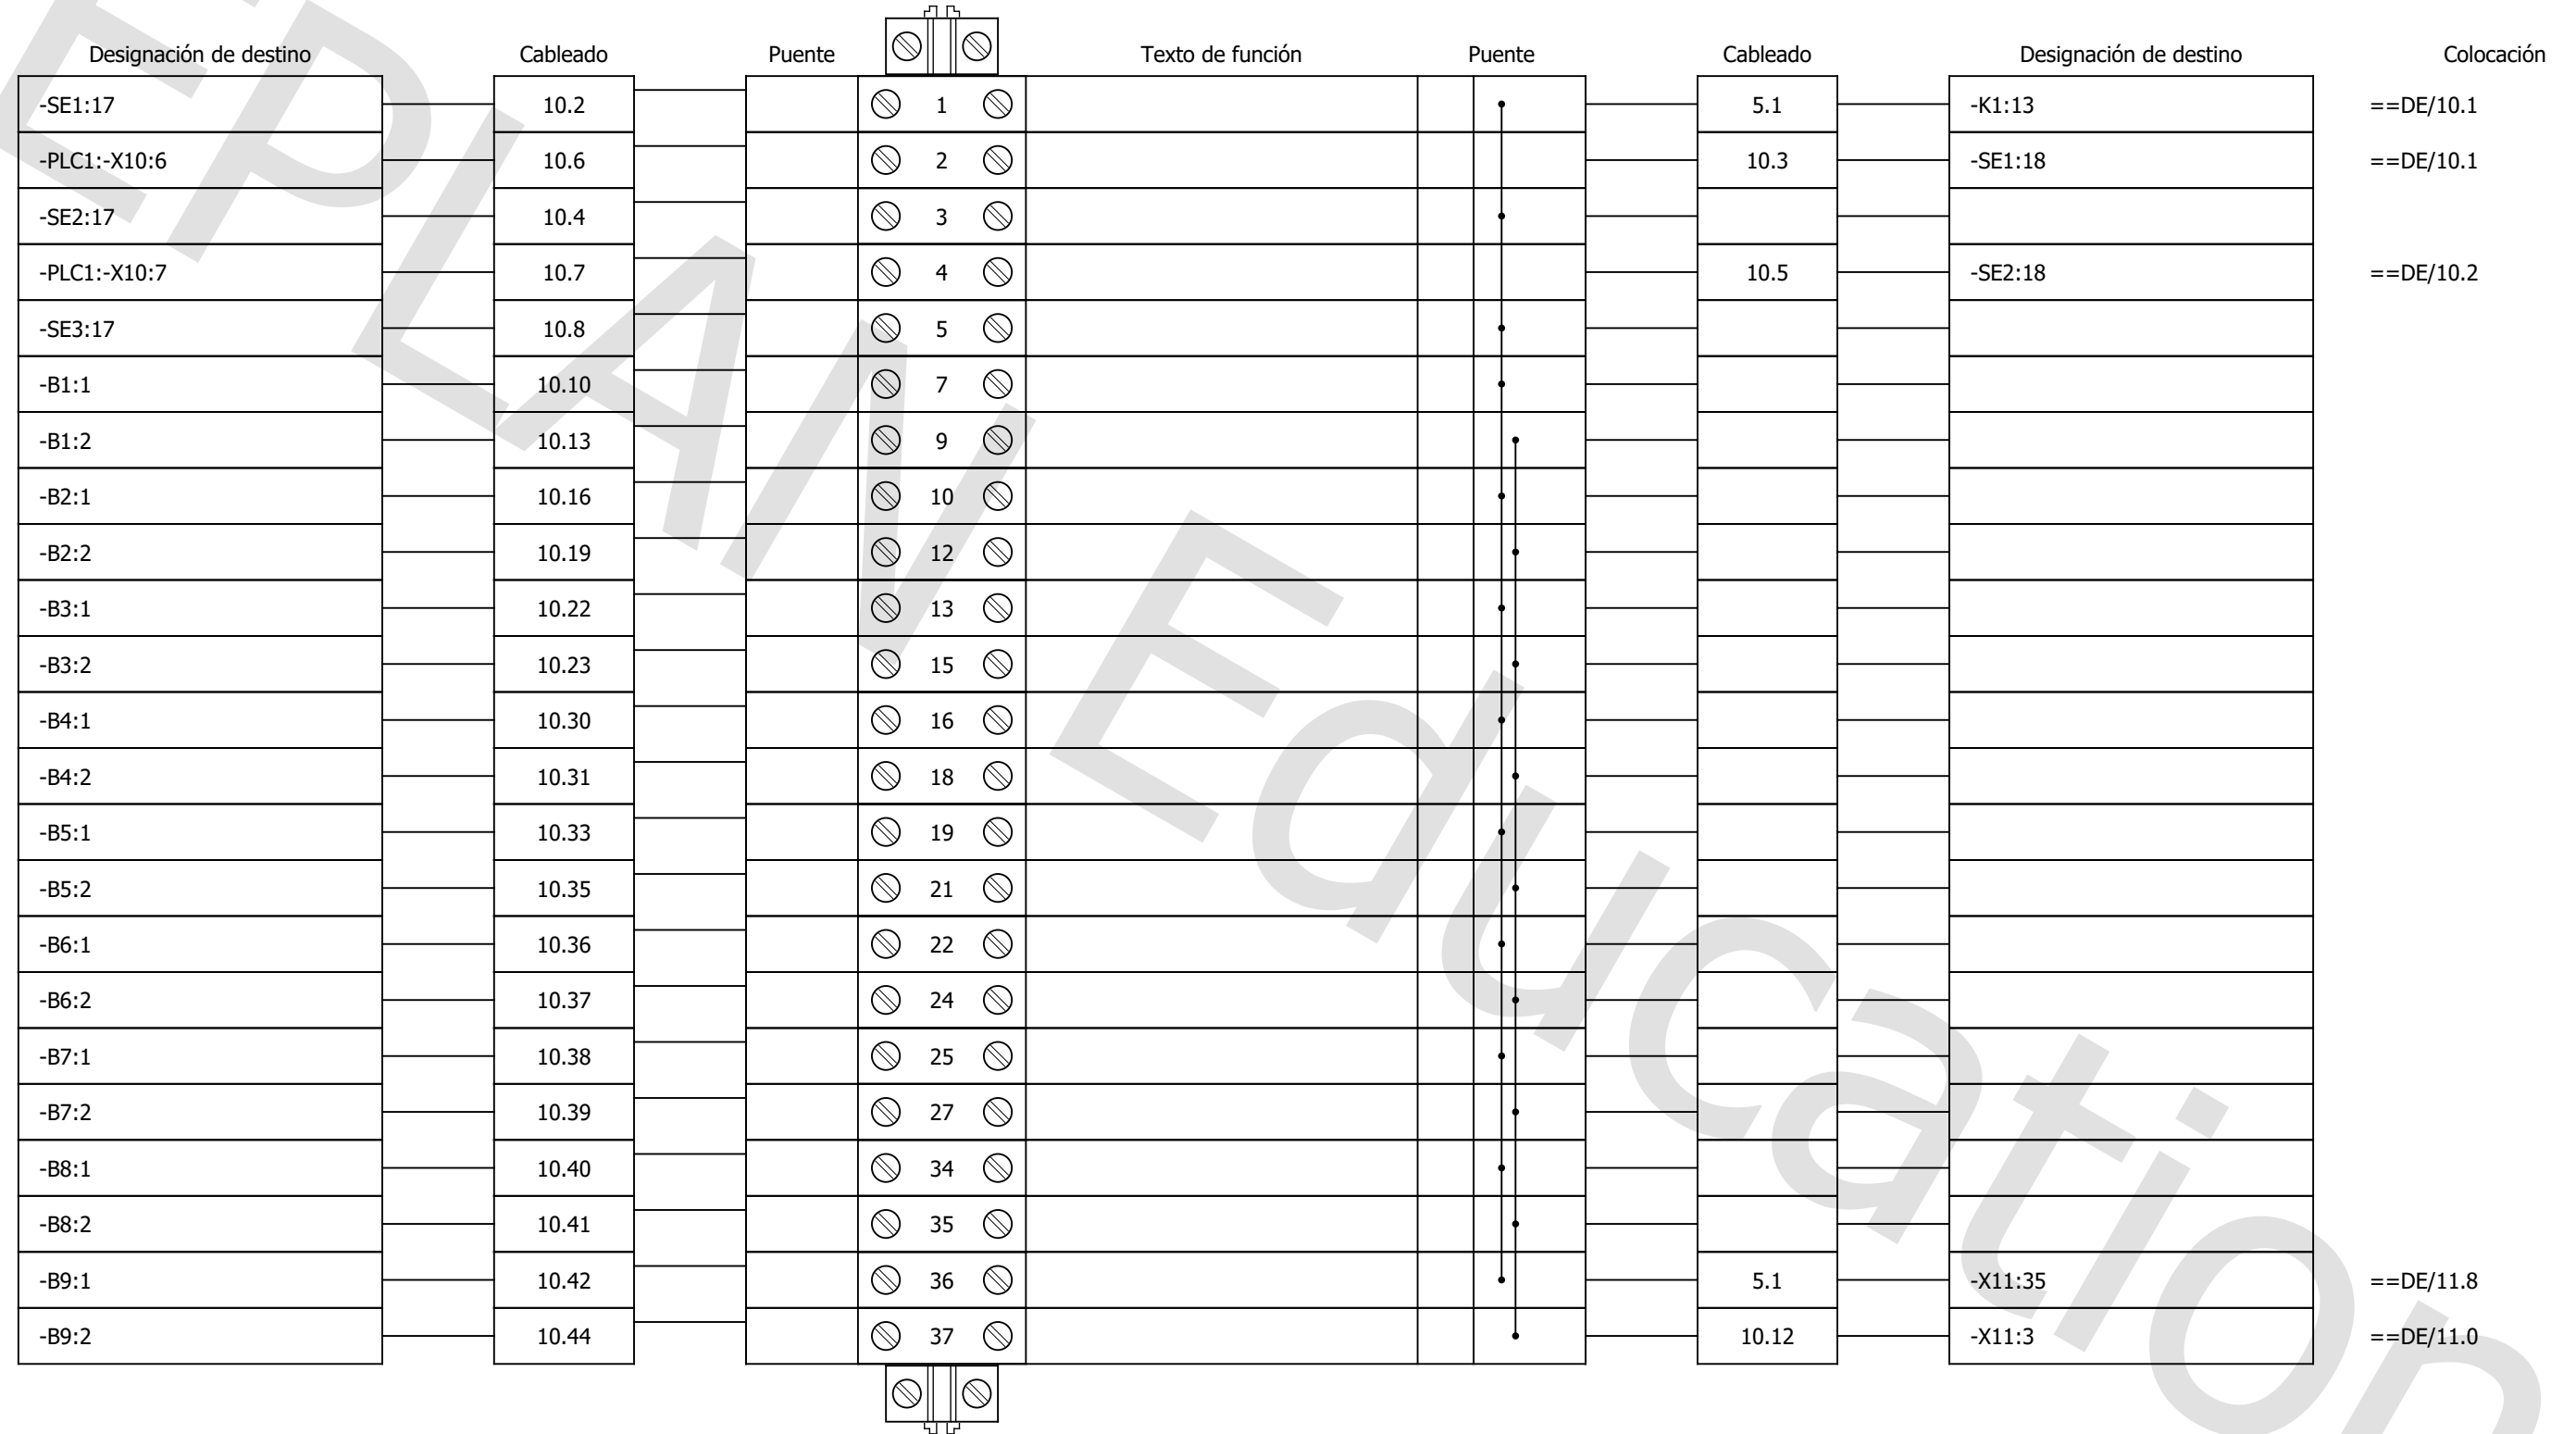 Designación de destino Cableado Puente Texto de función Puente Cableado Designación de destino Colocación
-SE1:17 10.2 1 5.1 -K1:13 ==DE/10.1
-PLC1:-X10:6 10.6 2 10.3 -SE1:18 ==DE/10.1
-SE2:17 10.4 3
-PLC1:-X10:7 10.7 4 10.5 -SE2:18 ==DE/10.2
-SE3:17 10.8 5
-B1:1 10.10 7
-B1:2 10.13 9
-B2:1 10.16 10
-B2:2 10.19 12
-B3:1 10.22 13
-B3:2 10.23 15
-B4:1 10.30 16
-B4:2 10.31 18
-B5:1 10.33 19
-B5:2 10.35 21
-B6:1 10.36 22
-B6:2 10.37 24
-B7:1 10.38 25
-B7:2 10.39 27
-B8:1 10.40 34
-B8:2 10.41 35
-B9:1 10.42 36 5.1 -X11:35 ==DE/11.8
-B9:2 10.44 37 10.12 -X11:3 ==DE/11.0
EPLAN Education